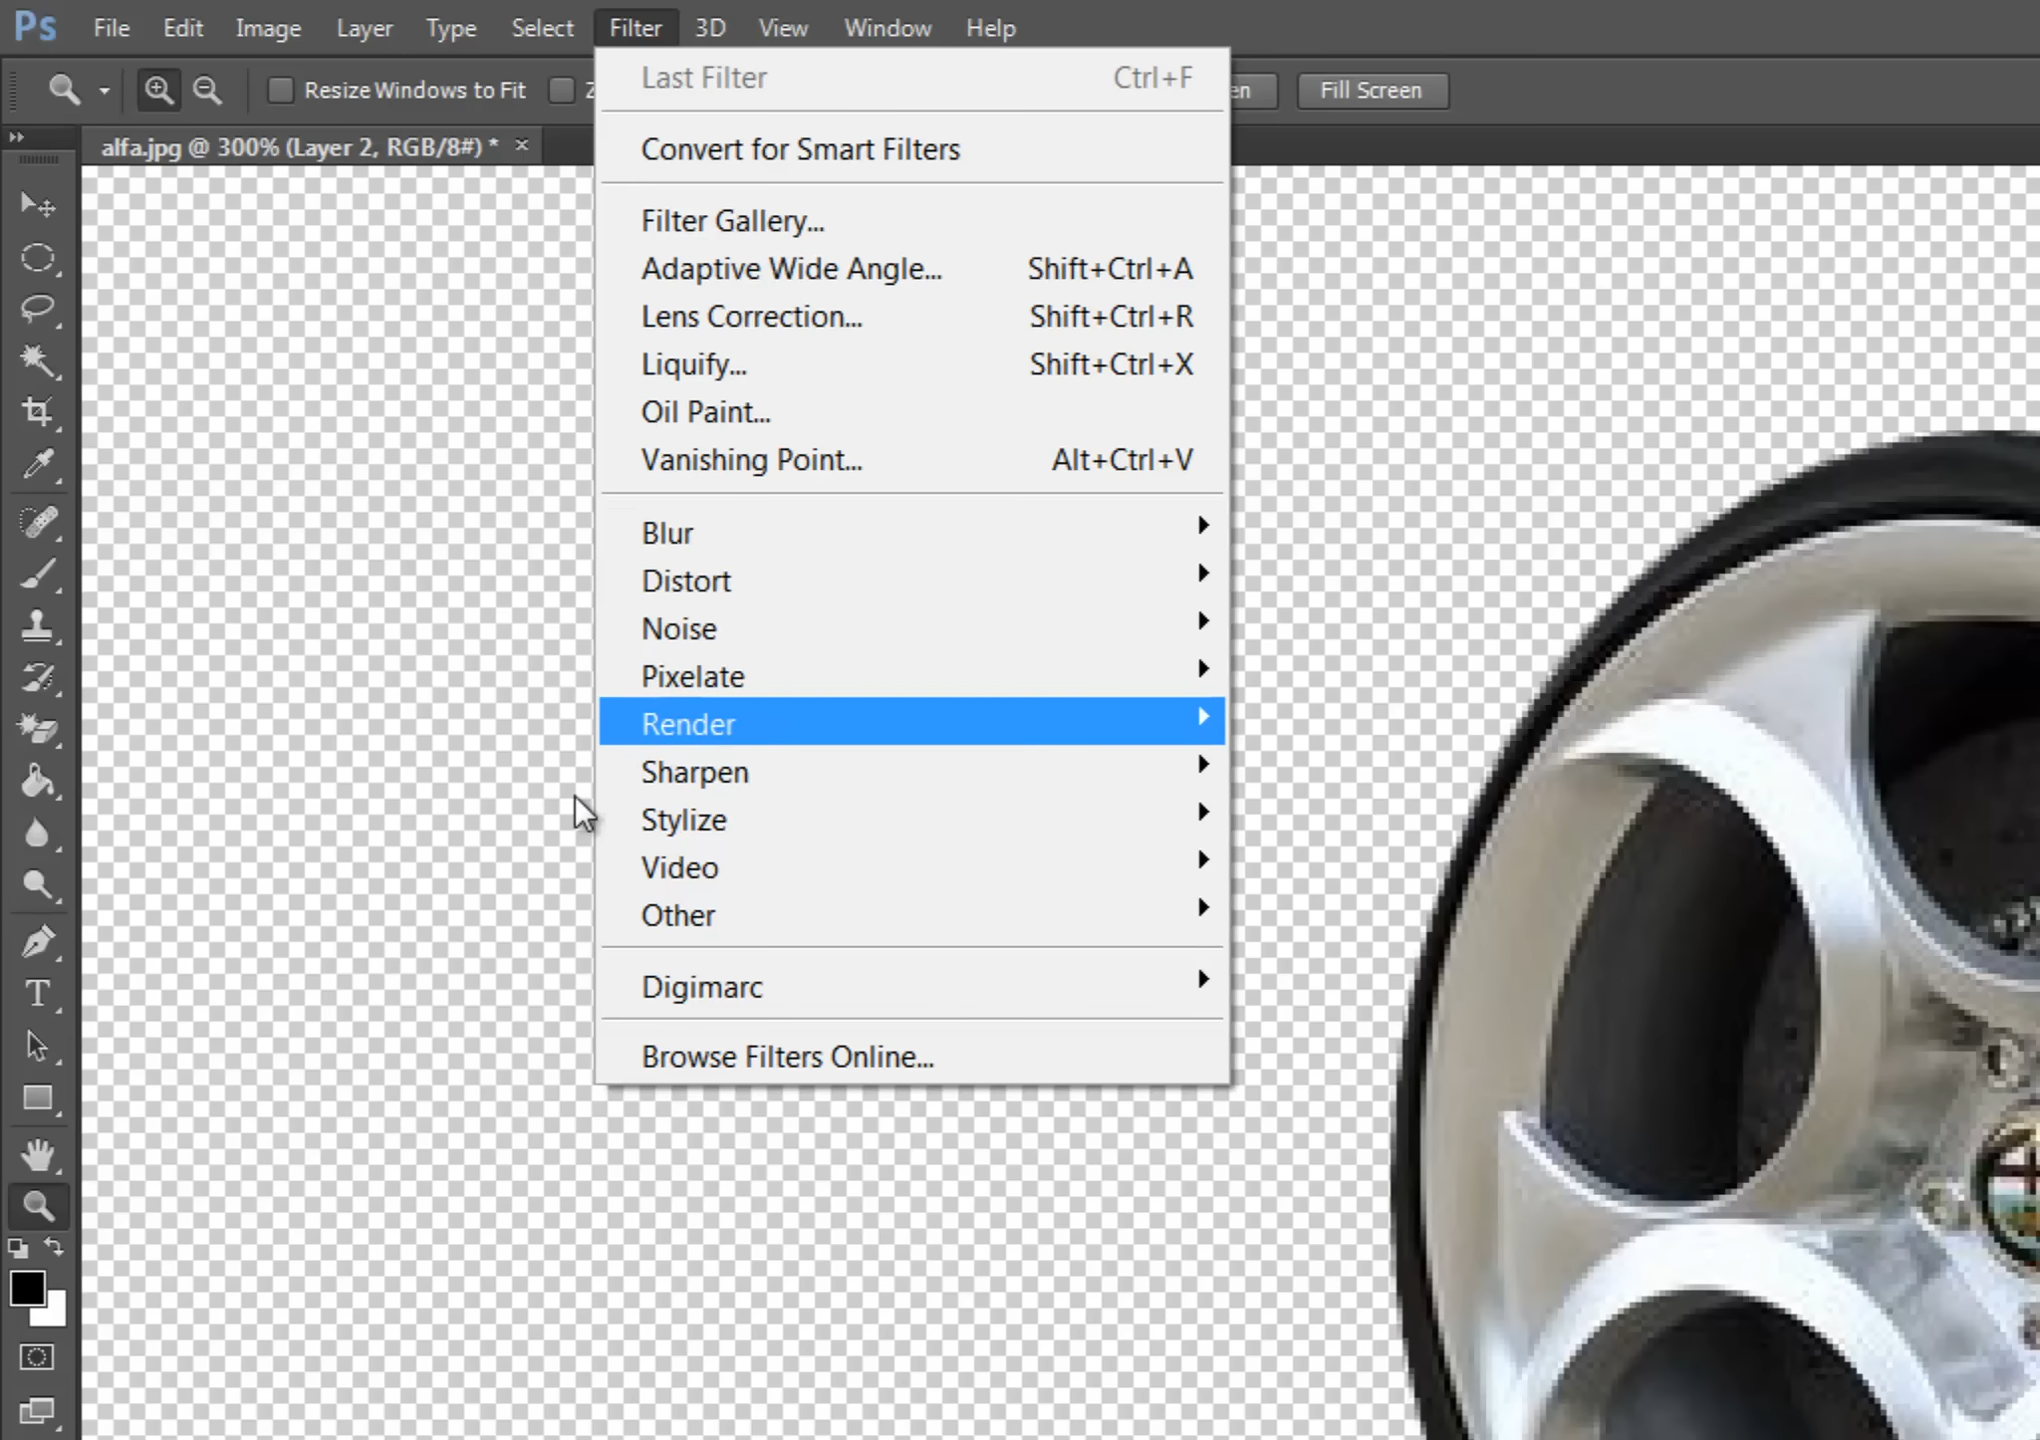 Ps File Edit Image Layer Type Select Filter 3D View Window Help
Resize Windows to Fit Fill Screen
alfa.jpg @ 300% (Layer 2, RGB/8#) * ×
Last Filter Ctrl+F
Convert for Smart Filters
Filter Gallery...
Adaptive Wide Angle... Shift+Ctrl+A
Lens Correction... Shift+Ctrl+R
Liquify... Shift+Ctrl+X
Oil Paint...
Vanishing Point... Alt+Ctrl+V
Blur
Distort
Noise
Pixelate
Render
Sharpen
Stylize
Video
Other
Digimarc
Browse Filters Online...